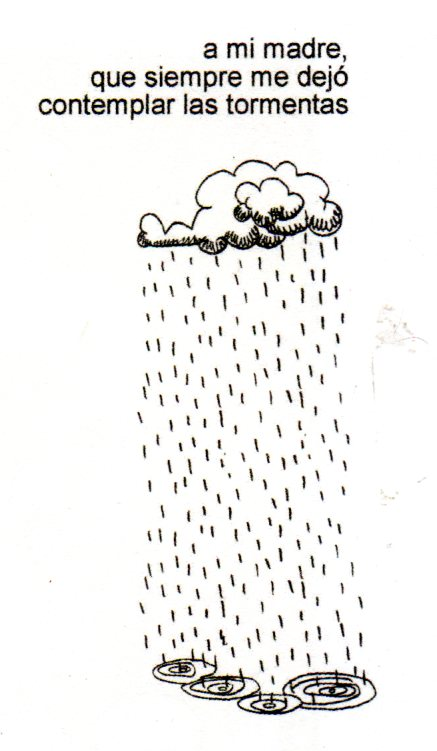 a mi madre,
que siempre me dejó
contemplar las tormentas